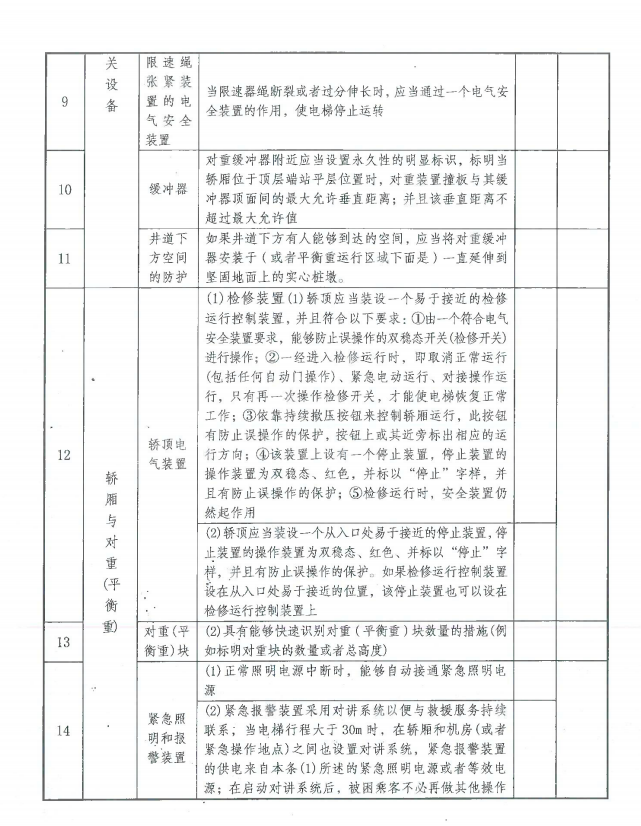 关
设
备
9
限速绳
张紧装
置的电
气安全
装置
当限速器绳断裂或者过分伸长时，应当通过一个电气安
全装置的作用，使电梯停止运转
10
缓冲器
对重缓冲器附近应当设置永久性的明显标识，标明当
轿厢位于顶层端站平层位置时，对重装置撞板与其缓
冲器顶面间的最大允许垂直距离；并且该垂直距离不
超过最大允许值
11
井道下
方空间
的防护
如果井道下方有人能够到达的空间，应当将对重缓冲
器安装于（或者平衡重运行区域下面是）一直延伸到
坚固地面上的实心桩墩。
轿
厢
与
对
重
(平
衡
重)
12
轿顶电
气装置
(1)检修装置(1)轿顶应当装设一个易于接近的检修
运行控制装置，并且符合以下要求：①由一个符合电气
安全装置要求，能够防止误操作的双稳态开关(检修开关)
进行操作；②一经进入检修运行时，即取消正常运行
(包括任何自动门操作)、紧急电动运行、对接操作运
行，只有再一次操作检修开关，才能使电梯恢复正常
工作；③依靠持续揿压按钮来控制轿厢运行，此按钮
有防止误操作的保护，按钮上或其近旁标出相应的运
行方向；④该装置上设有一个停止装置，停止装置的
操作装置为双稳态、红色，并标以“停止”字样，并
且有防止误操作的保护；⑤检修运行时，安全装置仍
然起作用
(2)轿顶应当装设一个从入口处易于接近的停止装置，停
止装置的操作装置为双稳态、红色、并标以“停止”字
样，并且有防止误操作的保护。如果检修运行控制装置
设在从入口处易于接近的位置，该停止装置也可以设在
检修运行控制装置上
13
对重(平
衡重)块
(2)具有能够快速识别对重（平衡重）块数量的措施(例
如标明对重块的数量或者总高度)
14
紧急照
明和报
警装置
(1)正常照明电源中断时，能够自动接通紧急照明电
源
(2)紧急报警装置采用对讲系统以便与救援服务持续
联系；当电梯行程大于30m时，在轿厢和机房(或者
紧急操作地点)之间也设置对讲系统，紧急报警装置
的供电来自本条(1)所述的紧急照明电源或者等效电
源；在启动对讲系统后，被困乘客不必再做其他操作